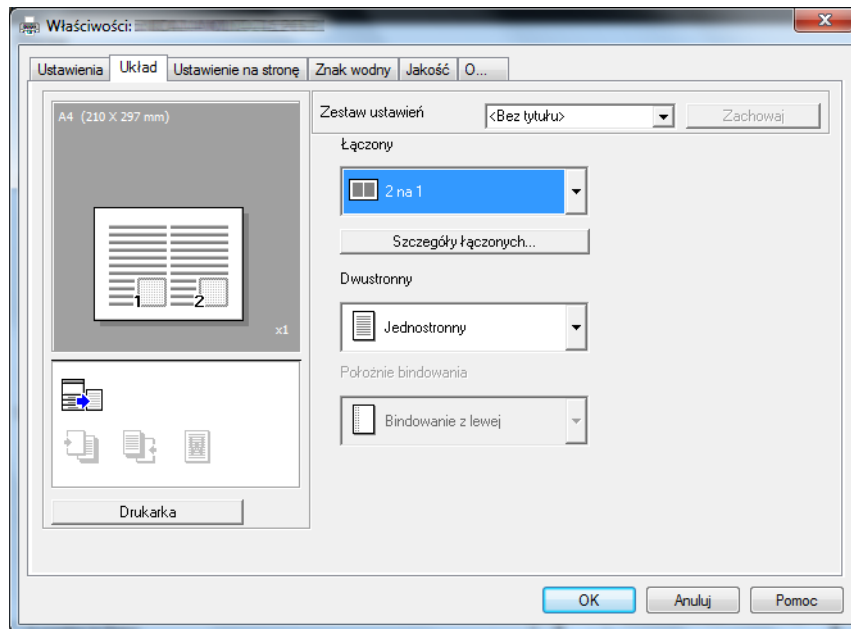 Właściwości:
Ustawienia Układ Ustawienie na stronę Znak wodny Jakość O...
A4 (210 X 297 mm)
Zestaw ustawień <Bez tytułu> Zachowaj
Łączony
2 na 1
Szczegóły łączonych...
1 2
Dwustronny
x1
Jednostronny
Położnie bindowania
Bindowanie z lewej
Drukarka
OK Anuluj Pomoc